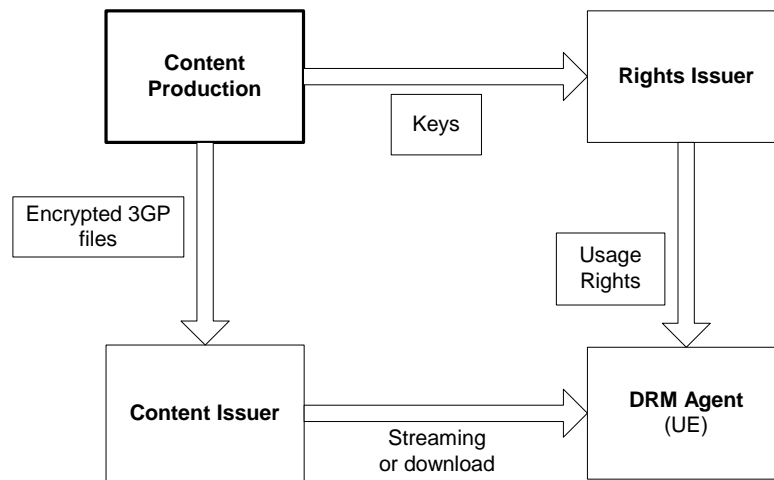 Content
Production
Rights Issuer
Keys
Encrypted 3GP
files
Usage
Rights
Content Issuer
DRM Agent
(UE)
Streaming
or download